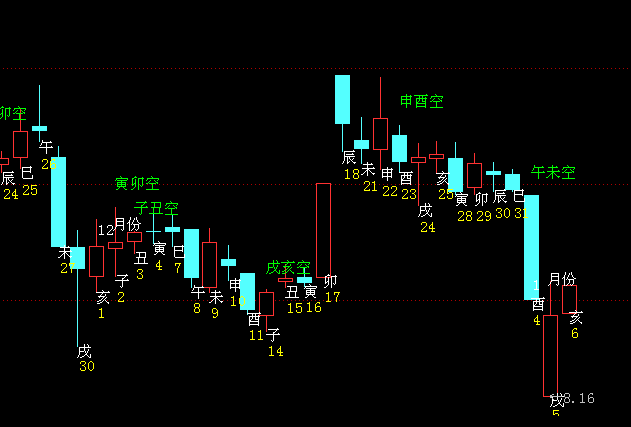 卯空
午
26
巳
25
辰
24
寅卯空
子丑空
12月份
未
27
戌
30
亥
1
子
2
丑
3
寅
4
巳
7
午
8
未
9
申
10
酉
11
子
14
戌亥空
丑
15
寅
16
卯
17
辰
18
未
21
申酉空
申
22
酉
23
戌
24
亥
25
寅
28
卯
29
辰
30
巳
31
午未空
1月份
酉
4
戌
5
亥
6
8.16